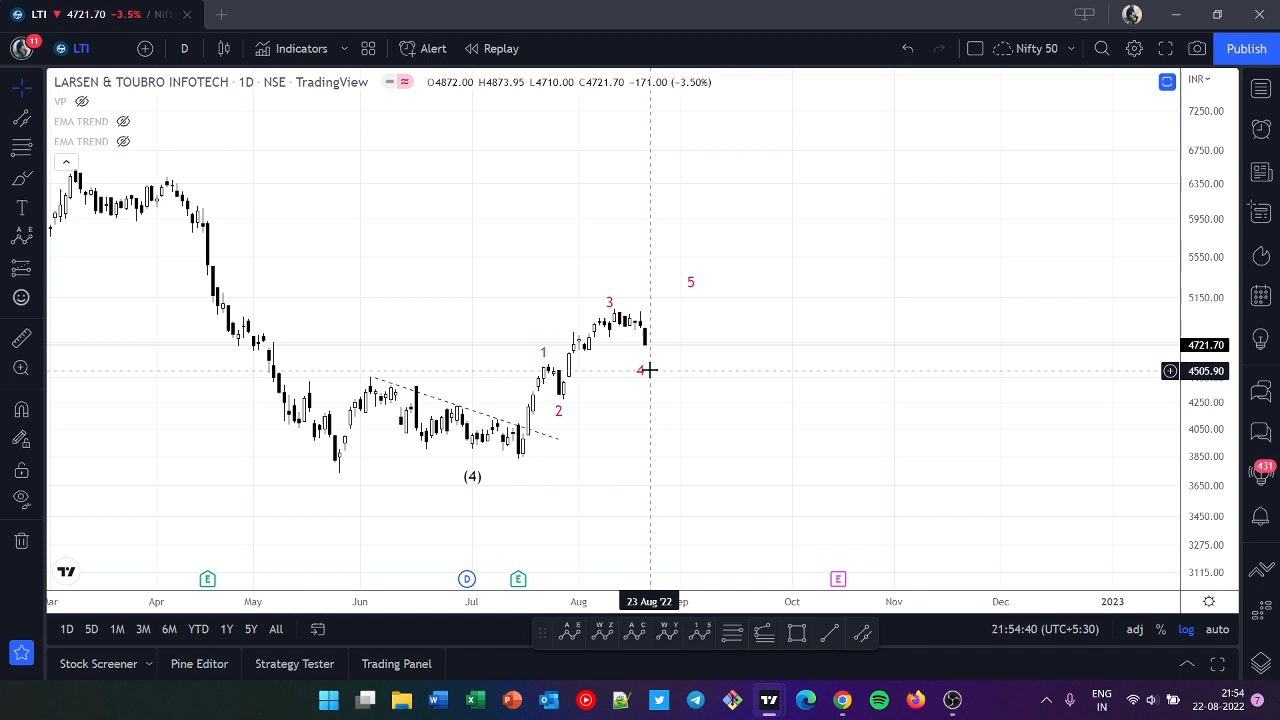 LTI ▼ 4721.70 −3.5% / Nifty
11 LTI D Indicators Alert Replay Nifty 50 Publish
LARSEN & TOUBRO INFOTECH · 1D · NSE · TradingView O4872.00 H4873.95 L4710.00 C4721.70 −171.00 (−3.50%) INR
VP
EMA TREND
EMA TREND
7250.00
6750.00
6350.00
5950.00
5550.00
5150.00
4721.70
4505.90
4250.00
4050.00
3850.00
3650.00
3450.00
3275.00
3115.00
5
3
1
4
2
(4)
431
E D E E
Apr May Jun Jul Aug 23 Aug '22 Oct Nov Dec 2023
1D 5D 1M 3M 6M YTD 1Y 5Y All
A E W Z A C W Y 1 5
21:54:40 (UTC+5:30) adj % log auto
Stock Screener Pine Editor Strategy Tester Trading Panel
ENG
IN
21:54
22-08-2022
7